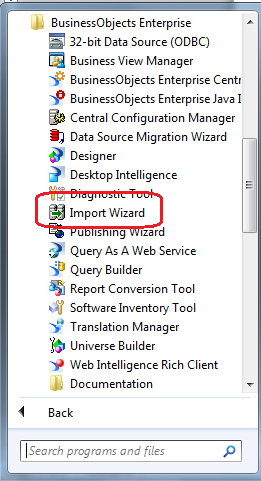 BusinessObjects Enterprise
32-bit Data Source (ODBC)
Business View Manager
BusinessObjects Enterprise Centr
BusinessObjects Enterprise Java I
Central Configuration Manager
Data Source Migration Wizard
Designer
Desktop Intelligence
Diagnostic Tool
Import Wizard
Publishing Wizard
Query As A Web Service
Query Builder
Report Conversion Tool
Software Inventory Tool
Translation Manager
Universe Builder
Web Intelligence Rich Client
Documentation
Back
Search programs and files